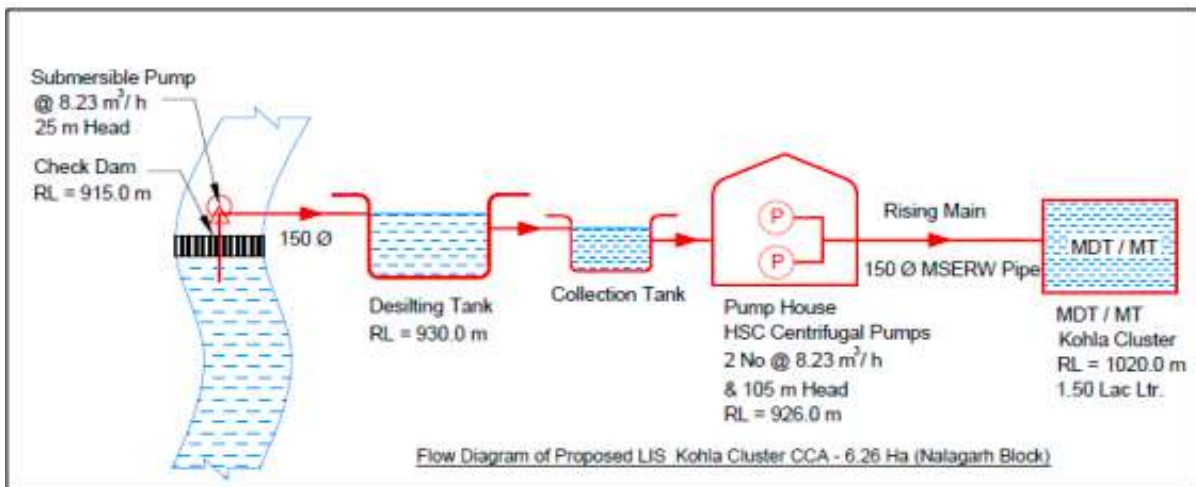 Submersible Pump
@ 8.23 m³/ h
25 m Head
Check Dam
RL = 915.0 m
150 Ø
Desilting Tank
RL = 930.0 m
Collection Tank
P
P
Pump House
HSC Centrifugal Pumps
2 No @ 8.23 m³/ h
& 105 m Head
RL = 926.0 m
Rising Main
150 Ø MSERW Pipe
MDT / MT
MDT / MT
Kohla Cluster
RL = 1020.0 m
1.50 Lac Ltr.
Flow Diagram of Proposed LIS Kohla Cluster CCA - 6.26 Ha (Nalagarh Block)